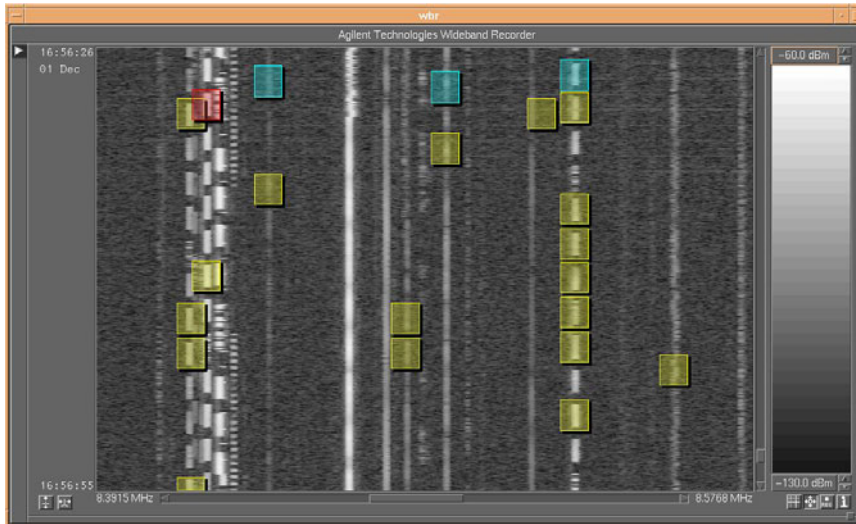 wbr
Agilent Technologies Wideband Recorder
16:56:26
01 Dec
-60.0 dBm
16:56:55
-130.0 dBm
8.3915 MHz
8.5768 MHz